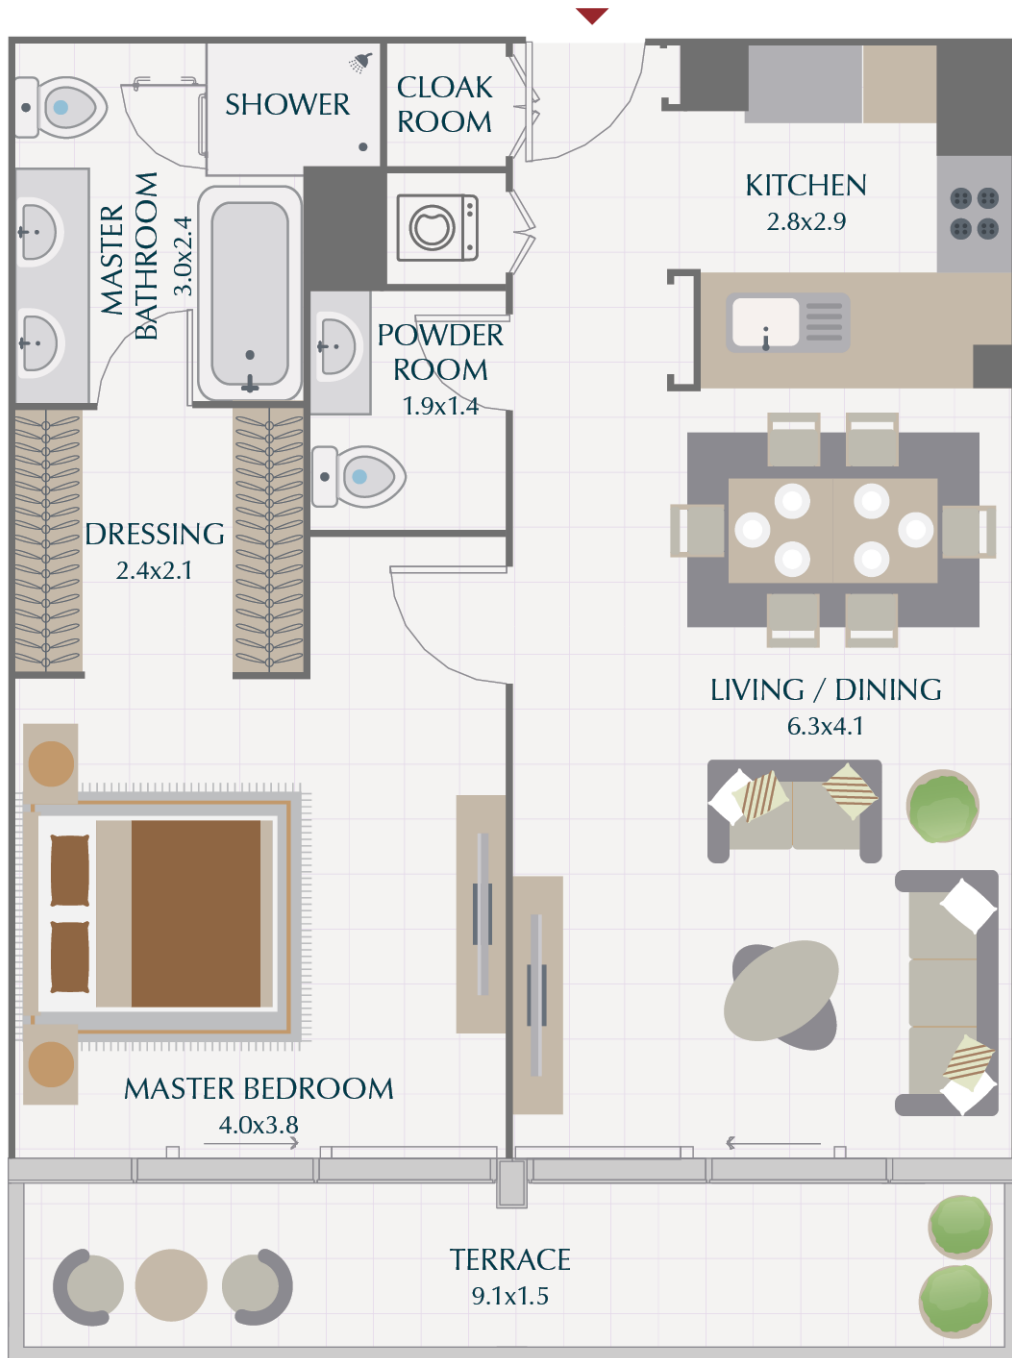 SHOWER
CLOAK
ROOM
KITCHEN
2.8x2.9
MASTER
BATHROOM
3.0x2.4
POWDER
ROOM
1.9x1.4
DRESSING
2.4x2.1
LIVING / DINING
6.3x4.1
MASTER BEDROOM
4.0x3.8
TERRACE
9.1x1.5